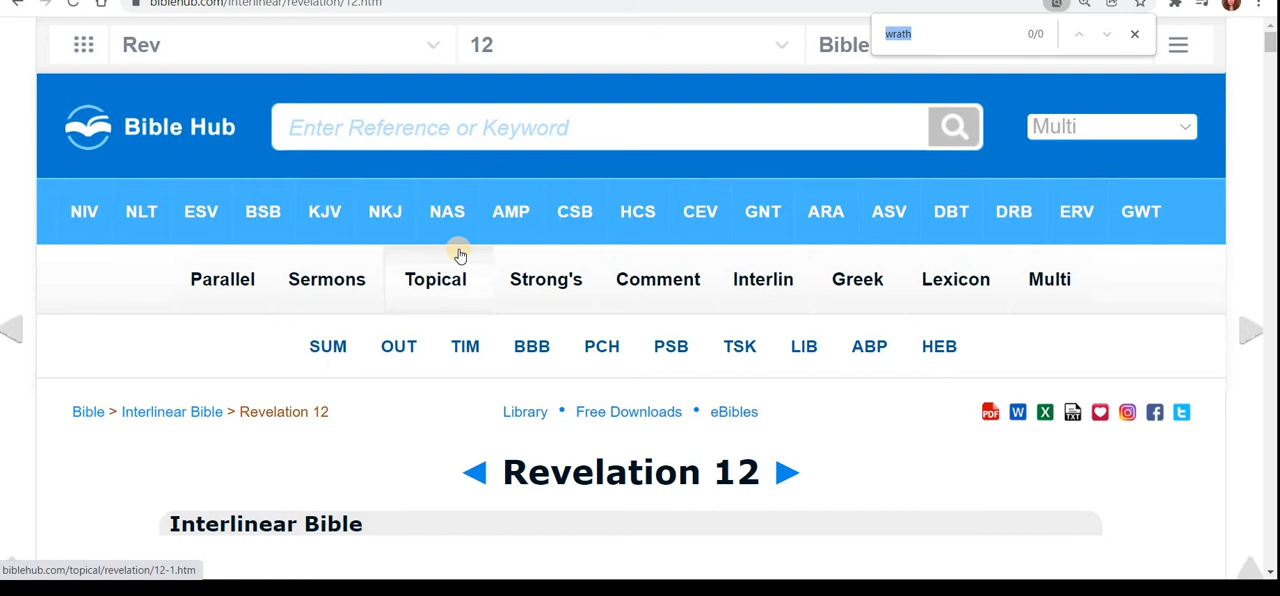 biblehub.com/interlinear/revelation/12.htm
wrath 0/0
Rev 12 Bible
Bible Hub Enter Reference or Keyword Multi
NIV NLT ESV BSB KJV NKJ NAS AMP CSB HCS CEV GNT ARA ASV DBT DRB ERV GWT
Parallel Sermons Topical Strong's Comment Interlin Greek Lexicon Multi
SUM OUT TIM BBB PCH PSB TSK LIB ABP HEB
Bible > Interlinear Bible > Revelation 12 Library • Free Downloads • eBibles PDF W X TXT
◄ Revelation 12 ►
Interlinear Bible
biblehub.com/topical/revelation/12-1.htm